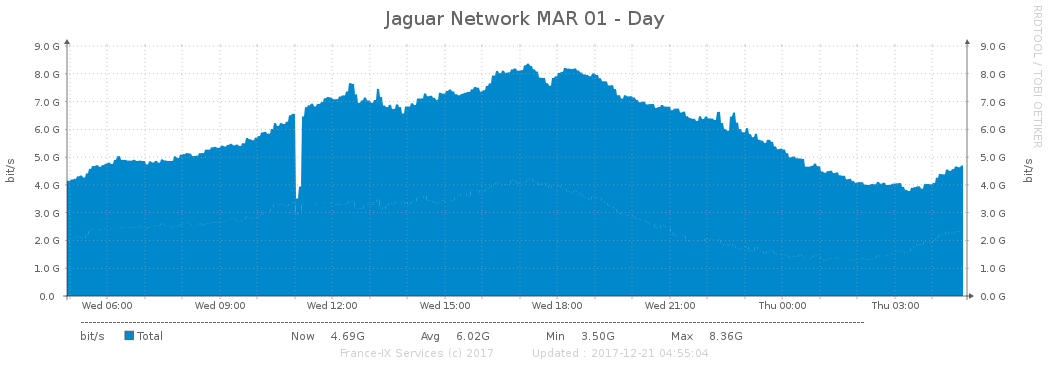 Jaguar Network MAR 01 - Day
RRDTOOL / TOBI OETIKER
9.0 G 9.0 G
8.0 G 8.0 G
7.0 G 7.0 G
6.0 G 6.0 G
5.0 G 5.0 G
4.0 G 4.0 G
3.0 G 3.0 G
2.0 G 2.0 G
1.0 G 1.0 G
0.0 0.0 G
bit/s bit/s
Wed 06:00 Wed 09:00 Wed 12:00 Wed 15:00 Wed 18:00 Wed 21:00 Thu 00:00 Thu 03:00
bit/s Total Now 4.69G Avg 6.02G Min 3.50G Max 8.36G
France-IX Services (c) 2017 Updated : 2017-12-21 04:55:04